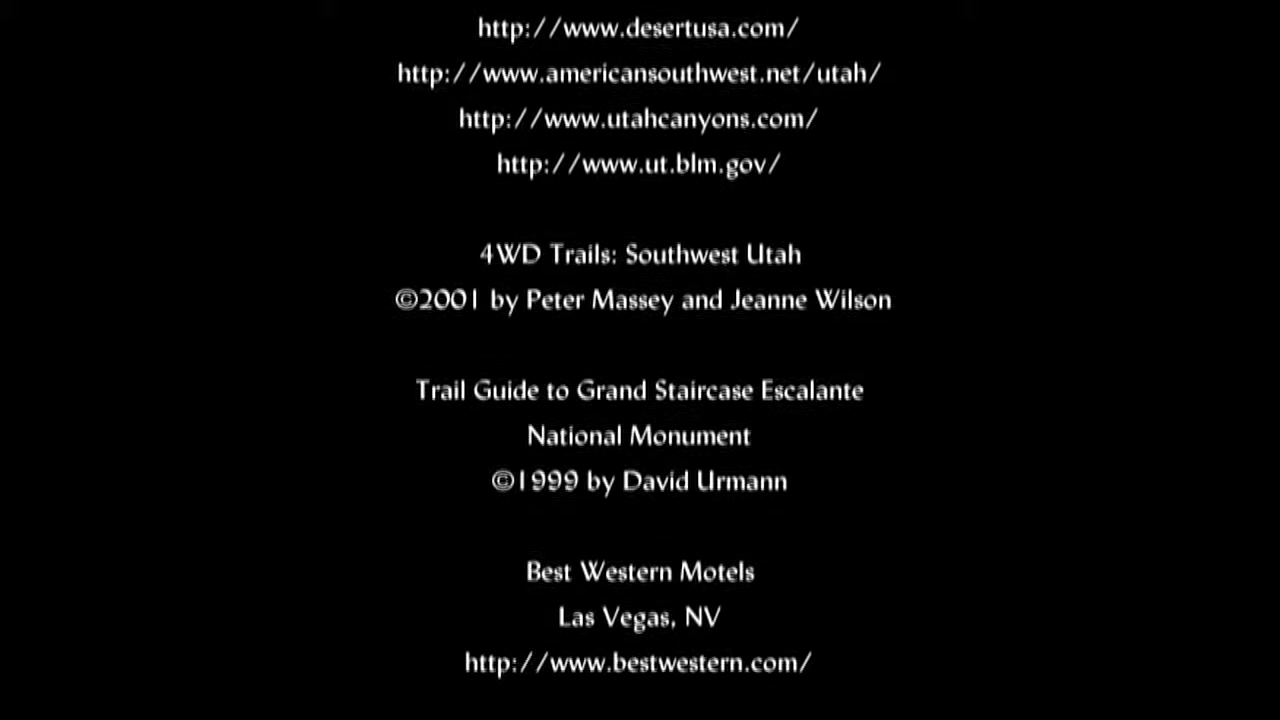 http://www.desertusa.com/
http://www.americansouthwest.net/utah/
http://www.utahcanyons.com/
http://www.ut.blm.gov/
4WD Trails: Southwest Utah
©2001 by Peter Massey and Jeanne Wilson
Trail Guide to Grand Staircase Escalante
National Monument
©1999 by David Urmann
Best Western Motels
Las Vegas, NV
http://www.bestwestern.com/